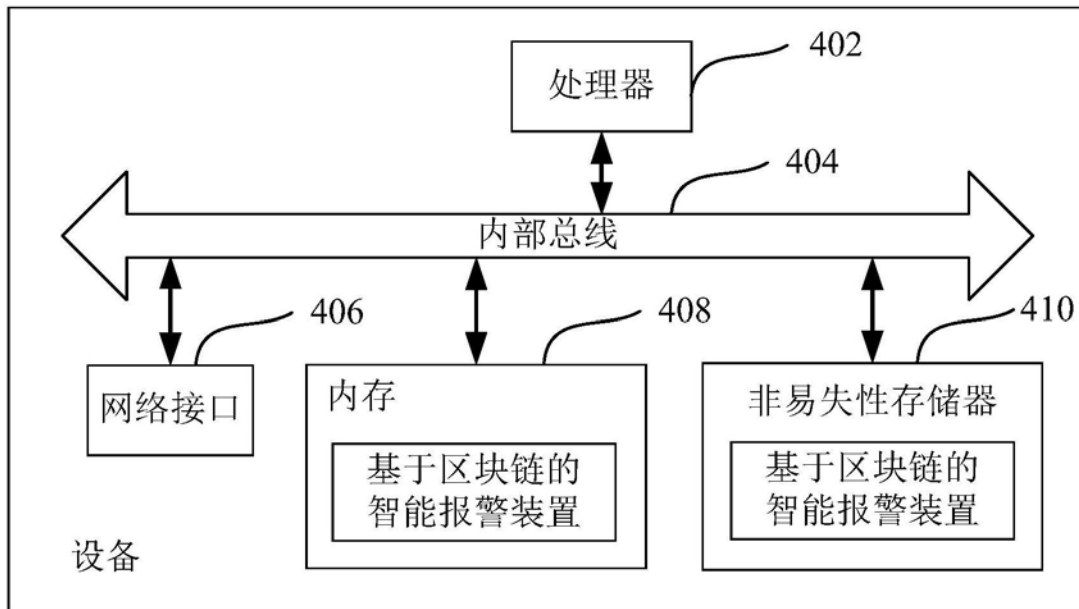 402
处理器
404
内部总线
406
408
410
网络接口
内存
基于区块链的
智能报警装置
非易失性存储器
基于区块链的
智能报警装置
设备